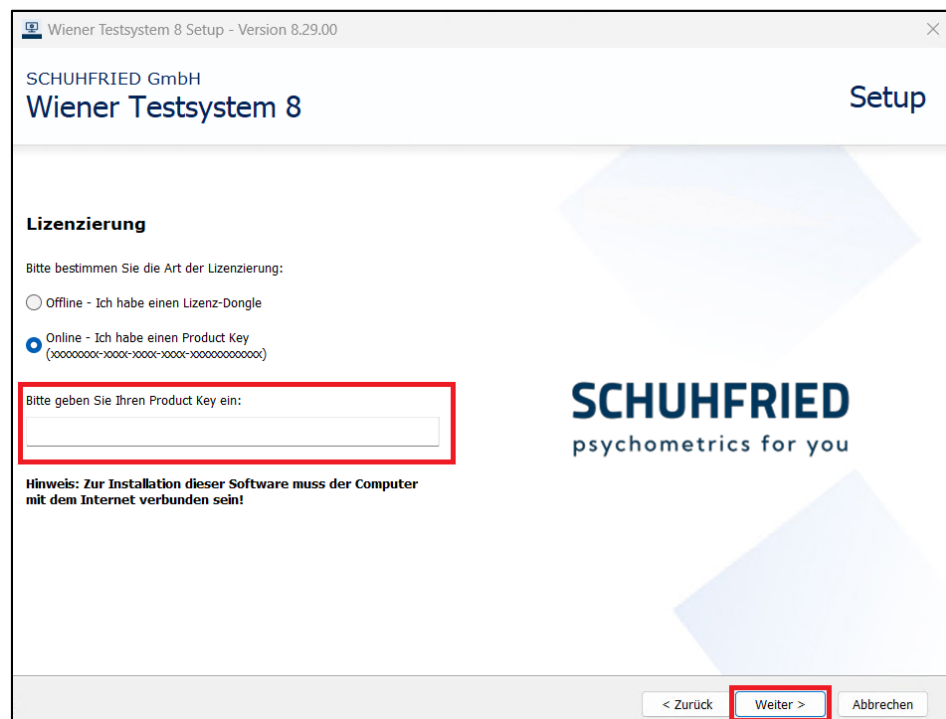 Wiener Testsystem 8 Setup - Version 8.29.00
SCHUHFRIED GmbH
Wiener Testsystem 8
Setup
Lizenzierung
Bitte bestimmen Sie die Art der Lizenzierung:
Offline - Ich habe einen Lizenz-Dongle
Online - Ich habe einen Product Key
(xxxxxxxx-xxxx-xxxx-xxxx-xxxxxxxxxxxx)
Bitte geben Sie Ihren Product Key ein:
SCHUHFRIED
psychometrics for you
Hinweis: Zur Installation dieser Software muss der Computer
mit dem Internet verbunden sein!
< Zurück
Weiter >
Abbrechen